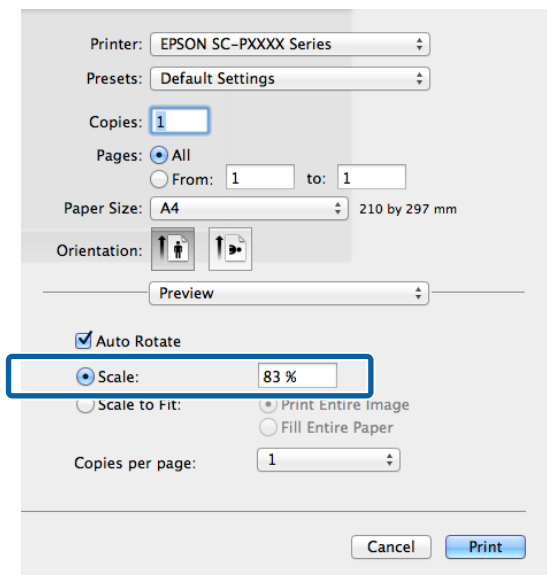 Printer: EPSON SC-PXXXX Series
Presets: Default Settings
Copies: 1
Pages: All
From: 1 to: 1
Paper Size: A4 210 by 297 mm
Orientation:
Preview
Auto Rotate
Scale: 83 %
Scale to Fit: Print Entire Image
Fill Entire Paper
Copies per page: 1
Cancel Print